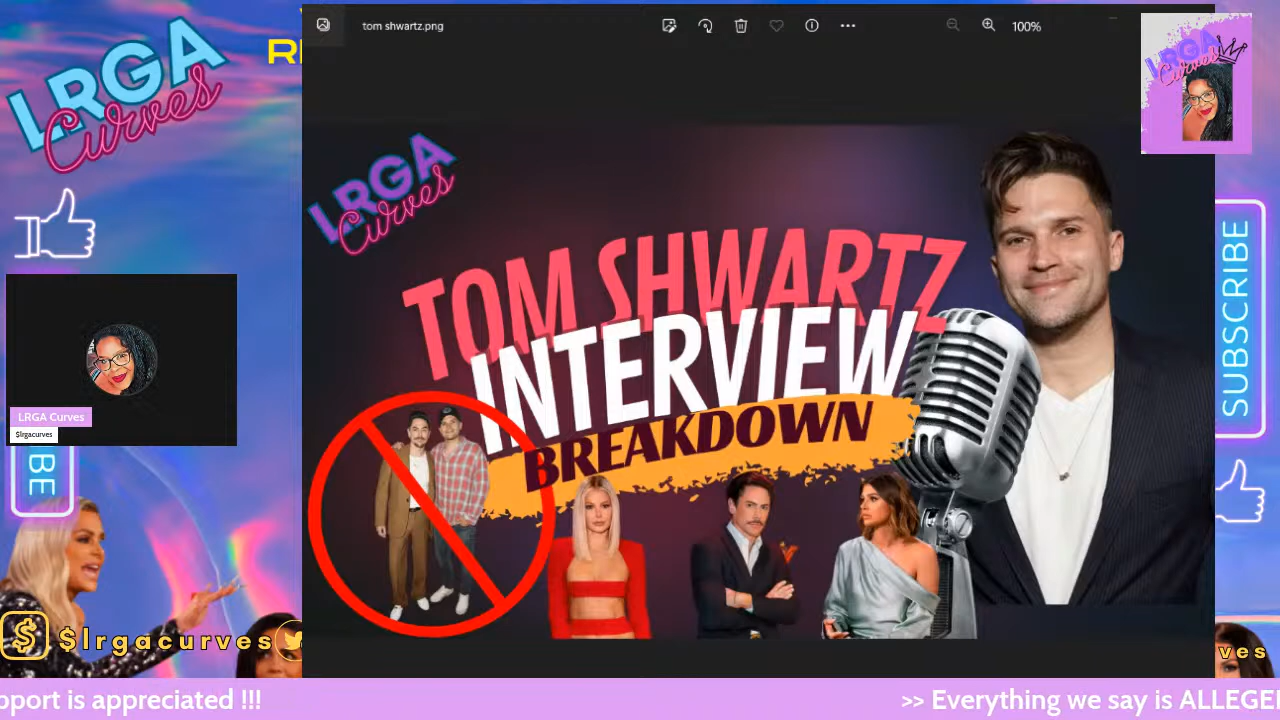 tom shwartz.png
100%
LRGA
Curves
RE
LRGA
Curves
LRGA
Curves
TOM SHWARTZ
INTERVIEW
BREAKDOWN
SUBSCRIBE
LRGA Curves
$lrgacurves
BE
$lrgacurves
ves
pport is appreciated !!!
>> Everything we say is ALLEGE